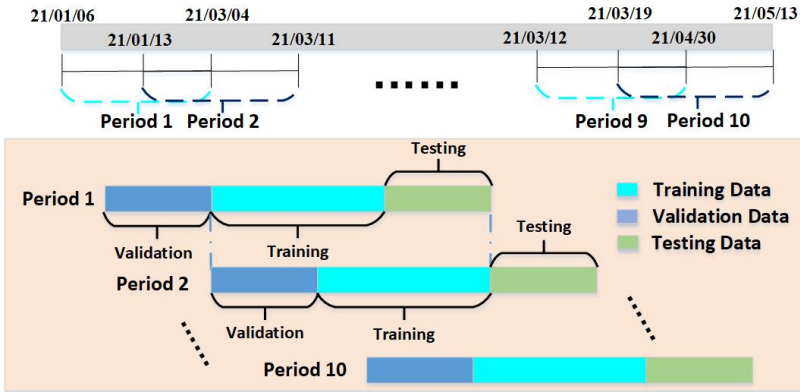 21/01/06 21/03/04 21/03/19 21/05/13
21/01/13 21/03/11 21/03/12 21/04/30
Period 1 Period 2 Period 9 Period 10
Testing
Period 1
Training Data
Validation Data
Testing Data
Validation Training
Testing
Period 2
Validation Training
Period 10